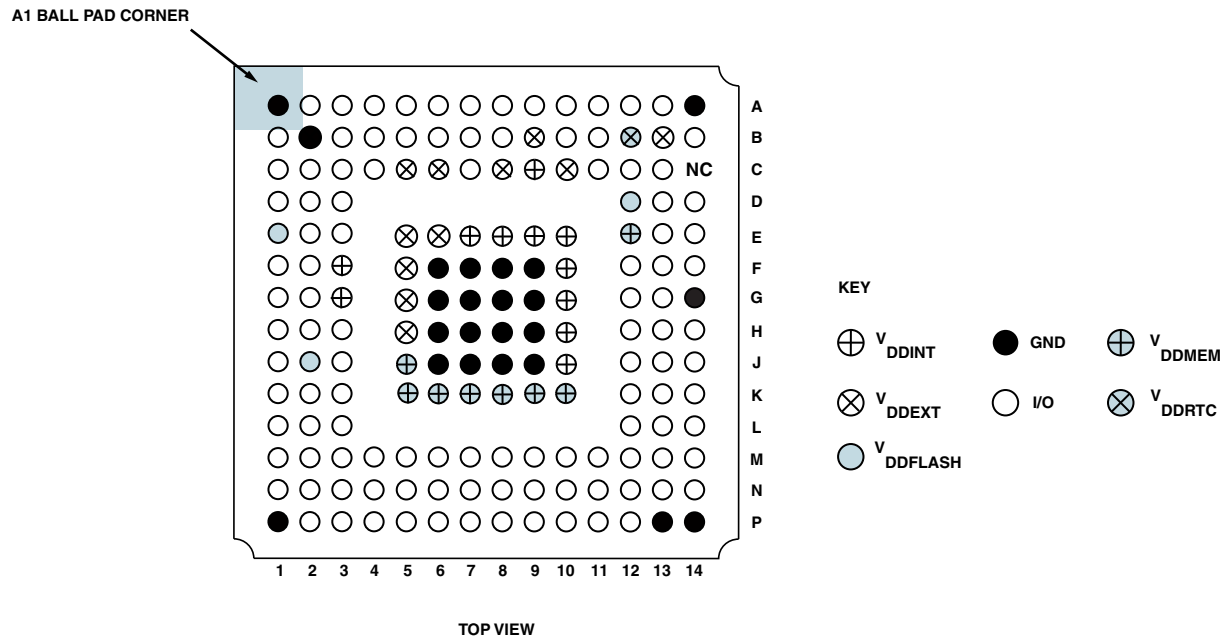 A1 BALL PAD CORNER
A
B
C
NC
D
E
F
G
H
J
K
L
M
N
P
1 2 3 4 5 6 7 8 9 10 11 12 13 14
TOP VIEW
KEY
VDDINT
GND
VDDMEM
VDDEXT
I/O
VDDRTC
VDDFLASH